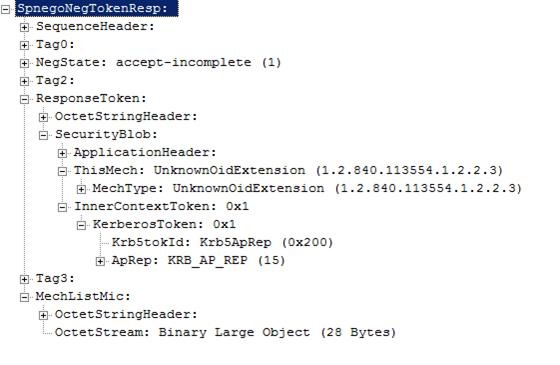 SpnegoNegTokenResp:
SequenceHeader:
Tag0:
NegState: accept-incomplete (1)
Tag2:
ResponseToken:
OctetStringHeader:
SecurityBlob:
ApplicationHeader:
ThisMech: UnknownOidExtension (1.2.840.113554.1.2.2.3)
MechType: UnknownOidExtension (1.2.840.113554.1.2.2.3)
InnerContextToken: 0x1
KerberosToken: 0x1
Krb5tokId: Krb5ApRep (0x200)
ApRep: KRB_AP_REP (15)
Tag3:
MechListMic:
OctetStringHeader:
OctetStream: Binary Large Object (28 Bytes)